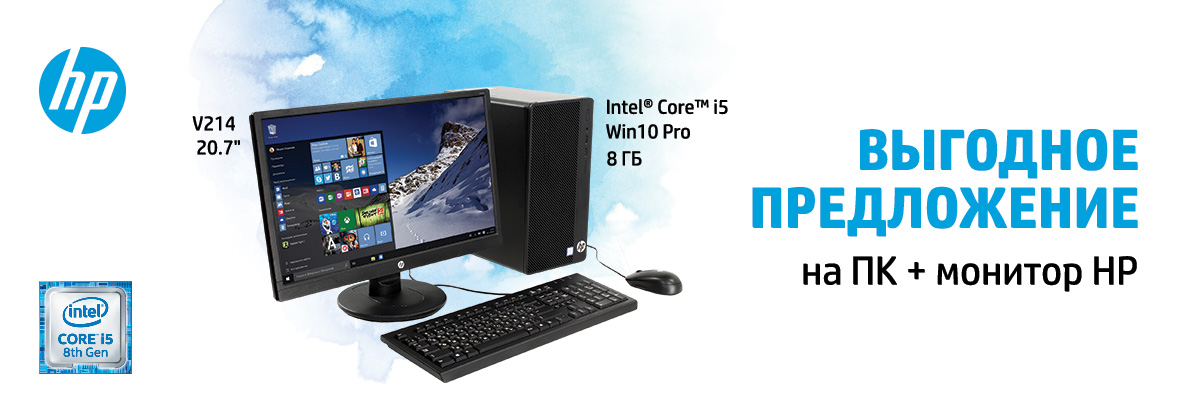 hp
V214
20.7"
Intel® Core™ i5
Win10 Pro
8 ГБ
ВЫГОДНОЕ
ПРЕДЛОЖЕНИЕ
на ПК + монитор HP
intel®
CORE™ i5
8th Gen